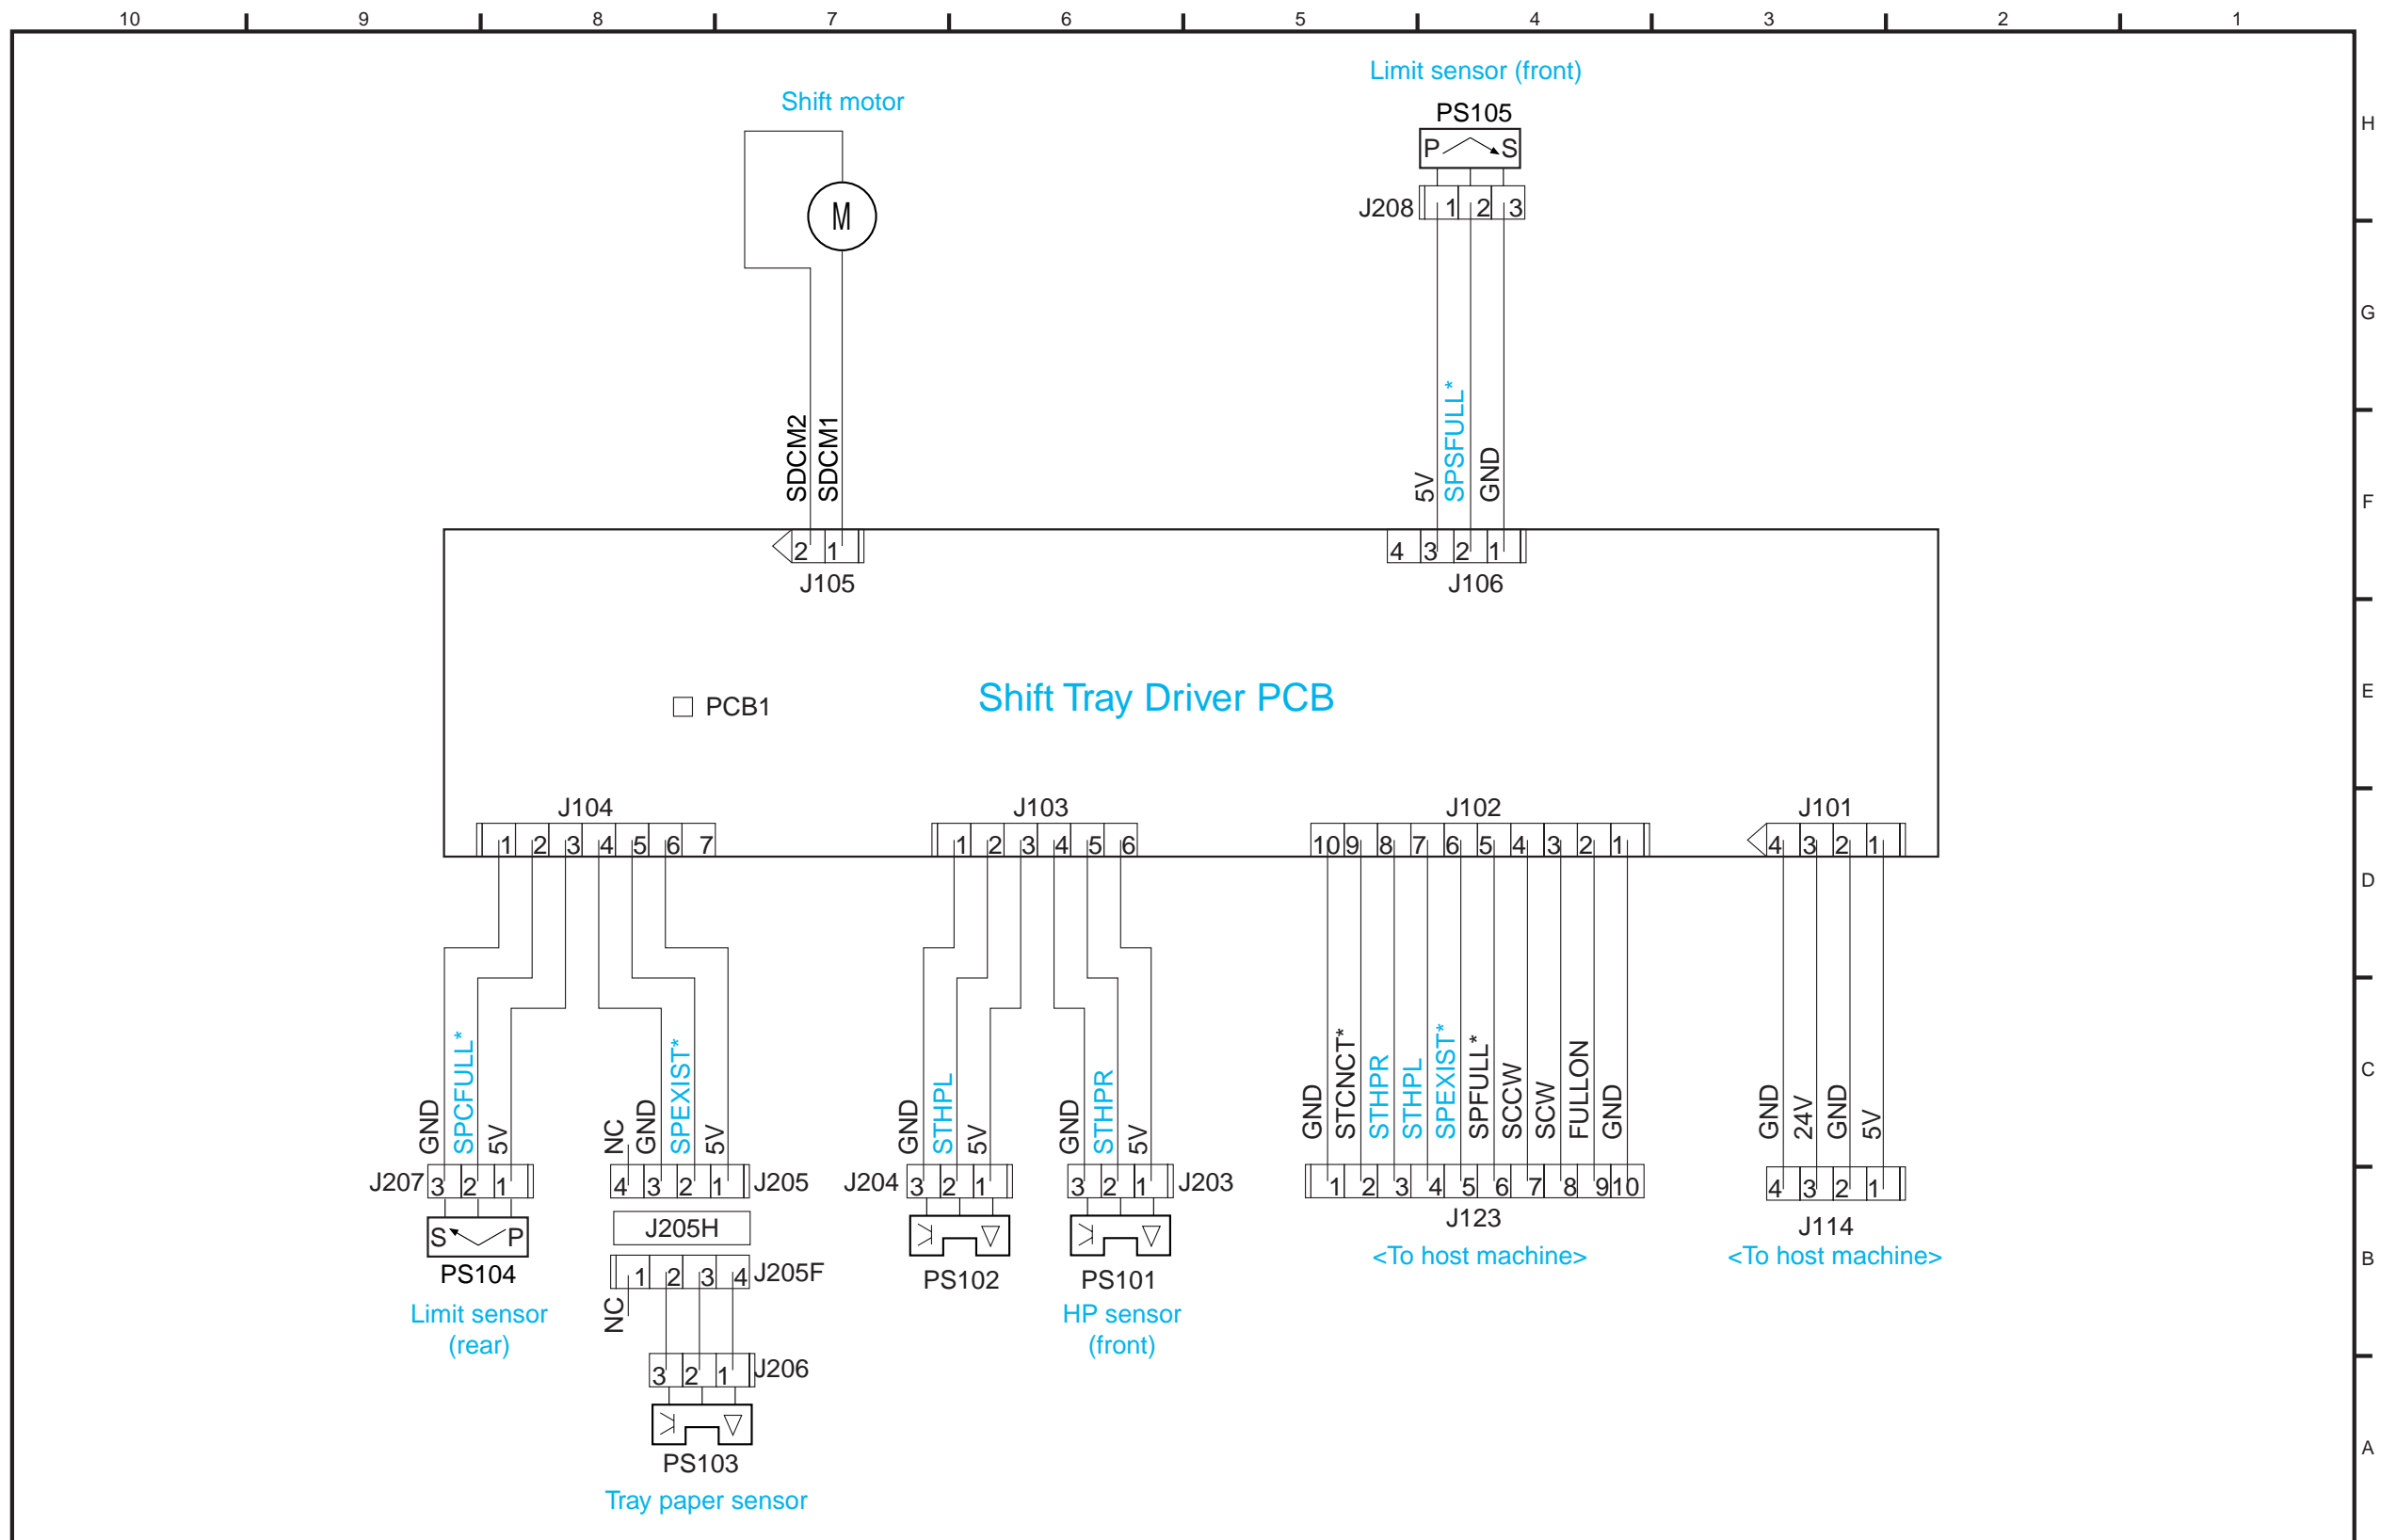 10 9 8 7 6 5 4 3 2 1
Limit sensor (front)
Shift motor
PS105
H
P S
M
J208 1 2 3
G
SDCM2 SDCM1
5V SPSFULL* GND
F
2 1
4 3 2 1
J105
J106
E
Shift Tray Driver PCB
PCB1
J104 J103 J102 J101
1 2 3 4 5 6 7
1 2 3 4 5 6
10 9 8 7 6 5 4 3 2 1
4 3 2 1
D
C
GND SPCFULL* 5V
NC GND SPEXIST* 5V
GND STHPL 5V
GND STHPR 5V
GND STCNCT* STHPR STHPL SPEXIST* SPFULL* SCCW SCW FULLON GND
GND 24V GND 5V
J207 3 2 1
4 3 2 1 J205
J204 3 2 1
3 2 1 J203
1 2 3 4 5 6 7 8 9 10
4 3 2 1
J123
J114
S P
J205H
<To host machine>
<To host machine>
B
PS104
1 2 3 4 J205F
PS102
PS101
NC
Limit sensor
(rear)
HP sensor
(front)
3 2 1 J206
A
PS103
Tray paper sensor